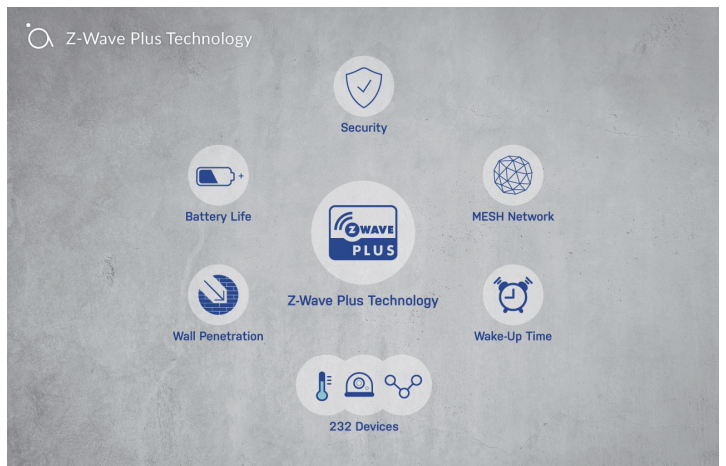 Z-Wave Plus Technology
Security
Battery Life
MESH Network
Z WAVE
PLUS
Z-Wave Plus Technology
Wall Penetration
Wake-Up Time
232 Devices